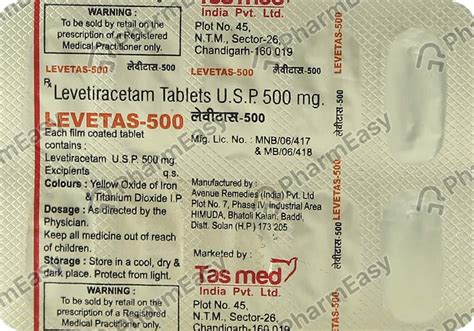 WARNING :
To be sold by retail on the
prescription of a Registered
Medical Practitioner only.
India Pvt. Ltd.
Plot No. 45,
N.T.M., Sector-26,
Chandigarh-160 019
LEVETAS-500 लेवीटास-500 LEVETAS-500 लेवीटास-500
Rx
Levetiracetam Tablets U.S.P. 500 mg.
LEVETAS-500 लेवीटास-500
Each film coated tablet
contains :
Levetiracetam U.S.P. 500 mg.
Excipients q.s.
Colours : Yellow Oxide of Iron
& Titanium Dioxide I.P.
Dosage : As directed by the
Physician.
Keep all medicine out of reach
of children.
Storage : Store in a cool, dry &
dark place. Protect from light.
Mfg. Lic. No. : MNB/06/417
& MB/06/418
Manufactured by :
Avenue Remedies (India) Pvt. Ltd
Plot No. 7, Phase IV, Industrial Area
HIMUDA, Bhatoli Kalan, Baddi,
Distt. Solan (H.P.) 173 205
Marketed by :
Tas med
India Pvt. Ltd.
Plot No. 45,
N.T.M., Sector-26,
Chandigarh-160 019
WARNING :
To be sold by retail on the
prescription of a Registered
Medical Practitioner only.
LEVETAS-500
लेवीटास-500
LEVETAS-500
PharmEasy
PharmEasy
PharmEasy